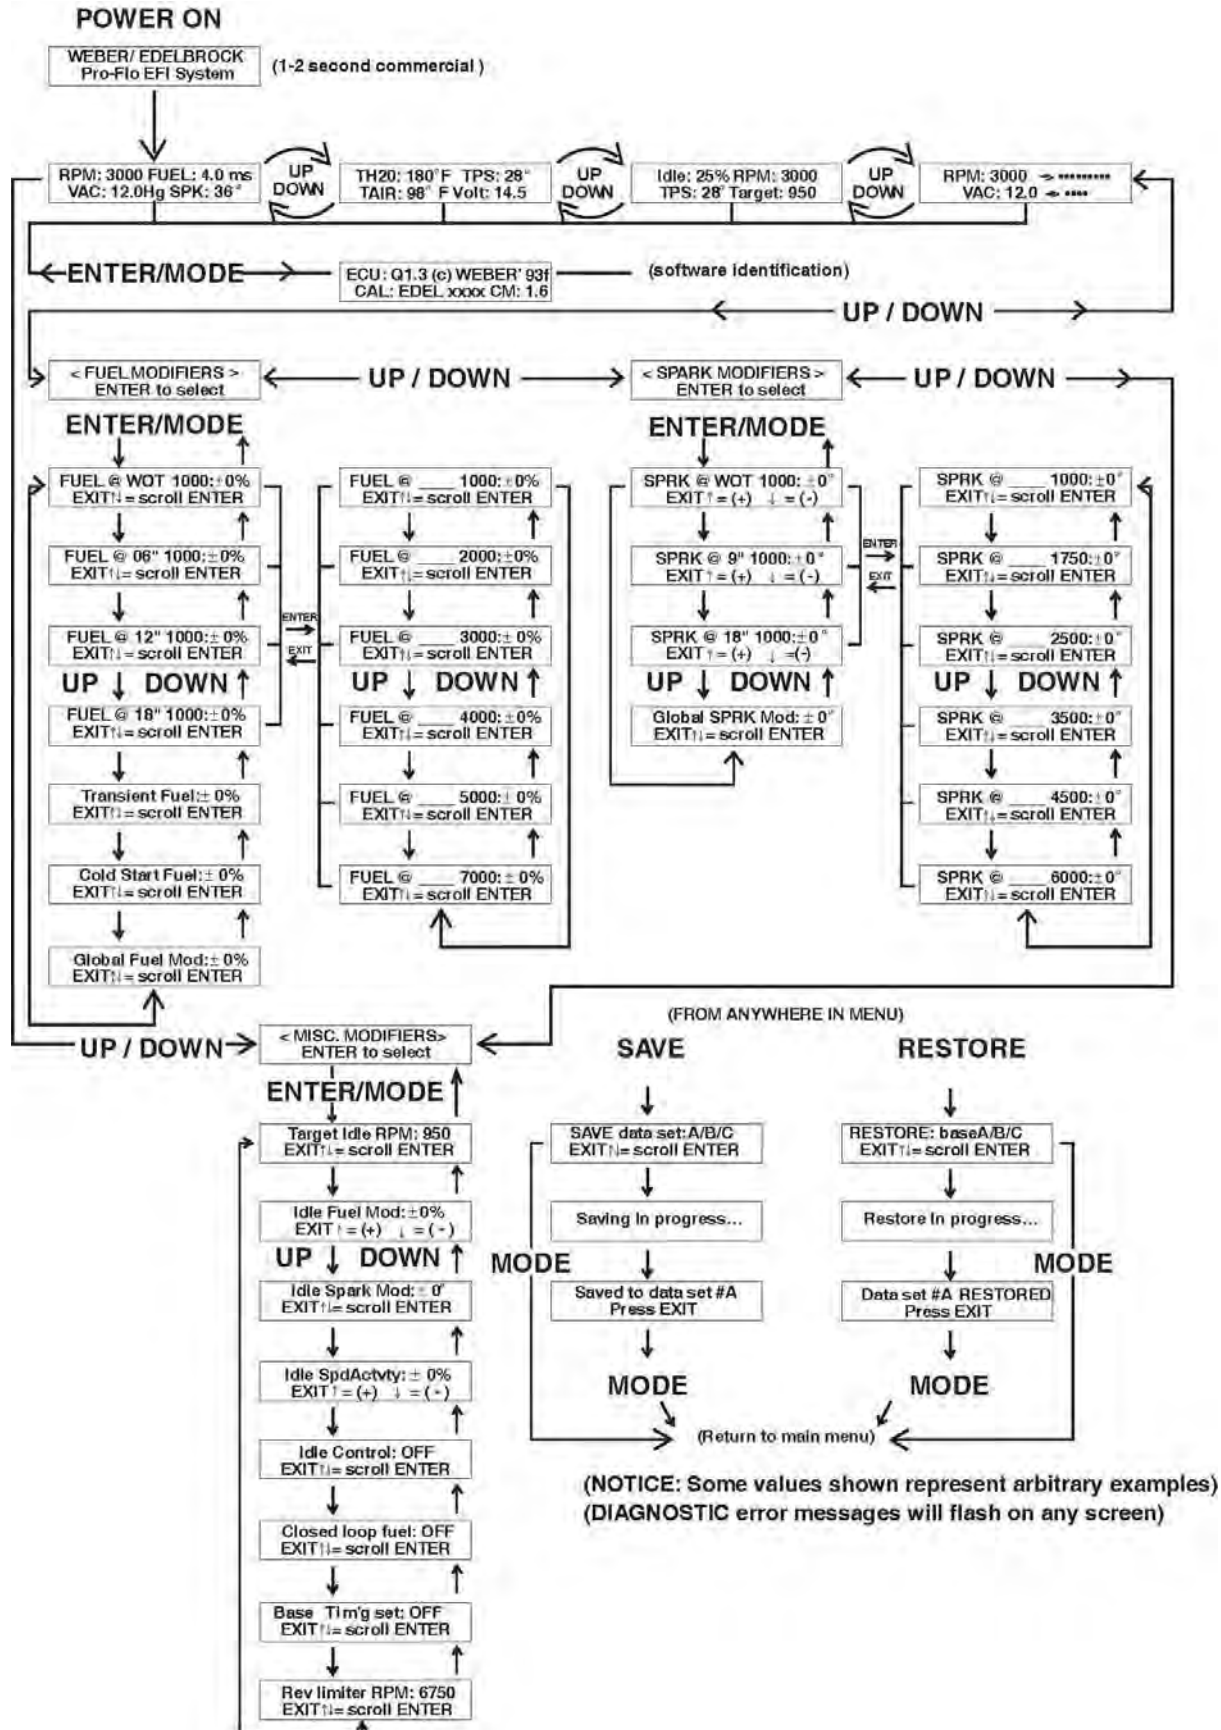 POWER ON
WEBER/ EDELBROCK
Pro-Flo EFI System
(1-2 second commercial )
RPM: 3000 FUEL: 4.0 ms
VAC: 12.0Hg SPK: 36°
UP
DOWN
TH20: 180°F TPS: 28°
TAIR: 98° F Volt: 14.5
UP
DOWN
Idle: 25% RPM: 3000
TPS: 28° Target: 950
UP
DOWN
RPM: 3000
VAC: 12.0
ENTER/MODE
ECU: Q1.3 (c) WEBER' 93f
CAL: EDEL xxxx CM: 1.6
(software identification)
UP / DOWN
< FUEL MODIFIERS >
ENTER to select
UP / DOWN
< SPARK MODIFIERS >
ENTER to select
UP / DOWN
ENTER/MODE
FUEL @ WOT 1000:±0%
EXIT↑↓= scroll ENTER
FUEL @ 06" 1000:±0%
EXIT↑↓= scroll ENTER
FUEL @ 12" 1000:±0%
EXIT↑↓= scroll ENTER
UP DOWN
FUEL @ 18" 1000:±0%
EXIT↑↓= scroll ENTER
Transient Fuel:± 0%
EXIT↑↓= scroll ENTER
Cold Start Fuel:± 0%
EXIT↑↓= scroll ENTER
Global Fuel Mod:± 0%
EXIT↑↓= scroll ENTER
ENTER
EXIT
FUEL @ ___ 1000:±0%
EXIT↑↓= scroll ENTER
FUEL @ ___ 2000:±0%
EXIT↑↓= scroll ENTER
FUEL @ ___ 3000:± 0%
EXIT↑↓= scroll ENTER
UP DOWN
FUEL @ ___ 4000:± 0%
EXIT↑↓= scroll ENTER
FUEL @ ___ 5000:± 0%
EXIT↑↓= scroll ENTER
FUEL @ ___ 7000:± 0%
EXIT↑↓= scroll ENTER
ENTER/MODE
SPRK @ WOT 1000: ±0°
EXIT ↑ = (+) ↓ = (-)
SPRK @ 9" 1000:±0°
EXIT ↑ = (+) ↓ = (-)
SPRK @ 18" 1000:±0°
EXIT ↑ = (+) ↓ =(-)
UP DOWN
Global SPRK Mod: ± 0°
EXIT↑↓= scroll ENTER
ENTER
EXIT
SPRK @ ___ 1000:±0°
EXIT↑↓= scroll ENTER
SPRK @ ___ 1750:±0°
EXIT↑↓= scroll ENTER
SPRK @ ___ 2500:±0°
EXIT↑↓= scroll ENTER
UP DOWN
SPRK @ ___ 3500:±0°
EXIT↑↓= scroll ENTER
SPRK @ ___ 4500:±0°
EXIT↑↓= scroll ENTER
SPRK @ ___ 6000:±0°
EXIT↑↓= scroll ENTER
UP / DOWN
< MISC. MODIFIERS>
ENTER to select
ENTER/MODE
Target Idle RPM: 950
EXIT↑↓= scroll ENTER
Idle Fuel Mod:±0%
EXIT ↑ = (+) ↓ = ( - )
UP DOWN
Idle Spark Mod:± 0°
EXIT↑↓= scroll ENTER
Idle SpdActvty: ± 0%
EXIT ↑ = (+) ↓ = ( - )
Idle Control: OFF
EXIT↑↓= scroll ENTER
Closed loop fuel: OFF
EXIT↑↓= scroll ENTER
Base Tim'g set: OFF
EXIT↑↓= scroll ENTER
Rev limiter RPM: 6750
EXIT↑↓= scroll ENTER
(FROM ANYWHERE IN MENU)
SAVE
SAVE data set:A/B/C
EXIT↑↓= scroll ENTER
Saving In progress...
MODE
Saved to data set #A
Press EXIT
MODE
RESTORE
RESTORE: baseA/B/C
EXIT↑↓= scroll ENTER
Restore In progress...
MODE
Data set #A RESTORED
Press EXIT
MODE
(Return to main menu)
(NOTICE: Some values shown represent arbitrary examples)
(DIAGNOSTIC error messages will flash on any screen)